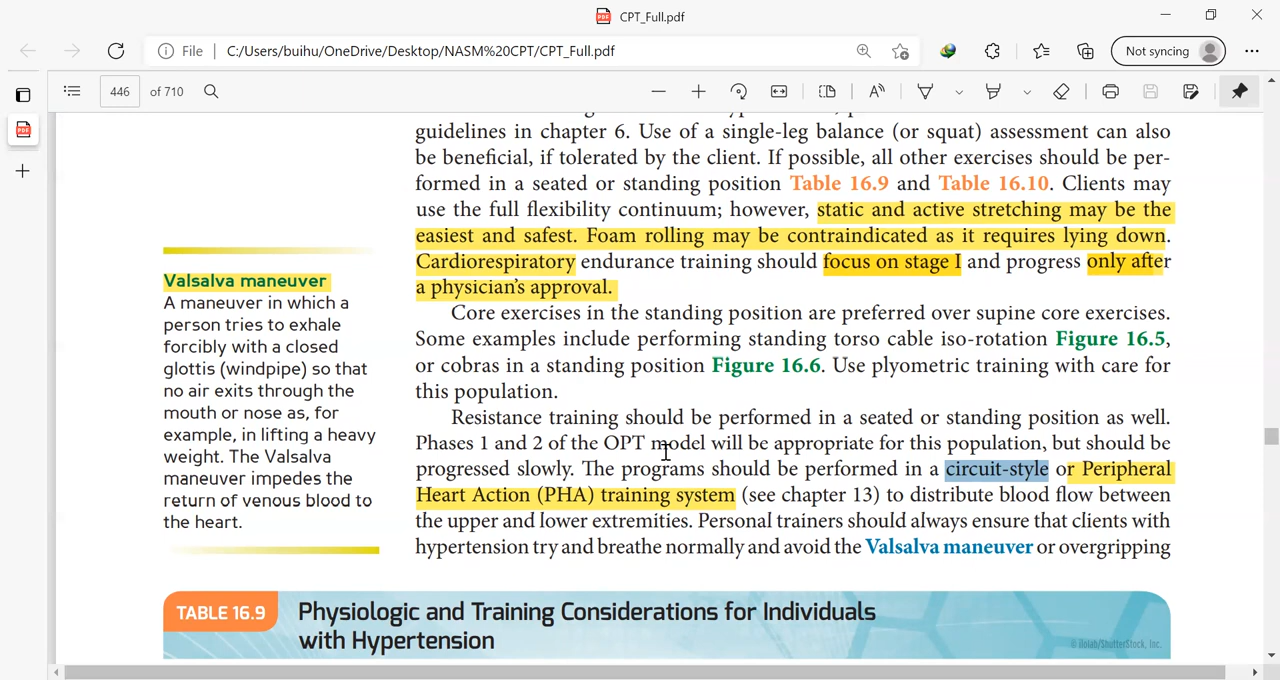 CPT_Full.pdf
File
C:/Users/buihu/OneDrive/Desktop/NASM%20CPT/CPT_Full.pdf
Not syncing
446
of 710
guidelines in chapter 6. Use of a single-leg balance (or squat) assessment can also
be beneficial, if tolerated by the client. If possible, all other exercises should be per-
formed in a seated or standing position Table 16.9 and Table 16.10. Clients may
use the full flexibility continuum; however, static and active stretching may be the
easiest and safest. Foam rolling may be contraindicated as it requires lying down.
Cardiorespiratory endurance training should focus on stage I and progress only after
a physician's approval.
Core exercises in the standing position are preferred over supine core exercises.
Some examples include performing standing torso cable iso-rotation Figure 16.5,
or cobras in a standing position Figure 16.6. Use plyometric training with care for
this population.
Resistance training should be performed in a seated or standing position as well.
Phases 1 and 2 of the OPT model will be appropriate for this population, but should be
progressed slowly. The programs should be performed in a circuit-style or Peripheral
Heart Action (PHA) training system (see chapter 13) to distribute blood flow between
the upper and lower extremities. Personal trainers should always ensure that clients with
hypertension try and breathe normally and avoid the Valsalva maneuver or overgripping
Valsalva maneuver
A maneuver in which a
person tries to exhale
forcibly with a closed
glottis (windpipe) so that
no air exits through the
mouth or nose as, for
example, in lifting a heavy
weight. The Valsalva
maneuver impedes the
return of venous blood to
the heart.
TABLE 16.9
Physiologic and Training Considerations for Individuals
with Hypertension